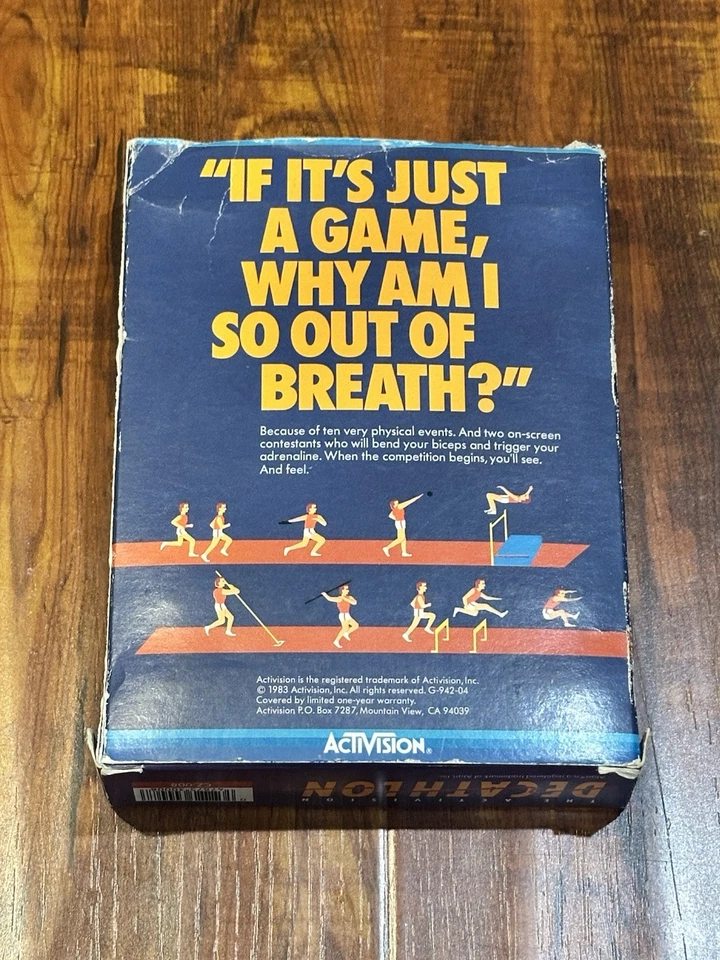 “IF IT’S JUST
A GAME,
WHY AM I
SO OUT OF
BREATH?”
Because of ten very physical events. And two on-screen
contestants who will bend your biceps and trigger your
adrenaline. When the competition begins, you’ll see.
And feel.
Activision is the registered trademark of Activision, Inc.
© 1983 Activision, Inc. All rights reserved. G-942-04
Covered by limited one-year warranty.
Activision P.O. Box 7287, Mountain View, CA 94039
ACTIVISION®
THE ACTIVISION
DECATHLON